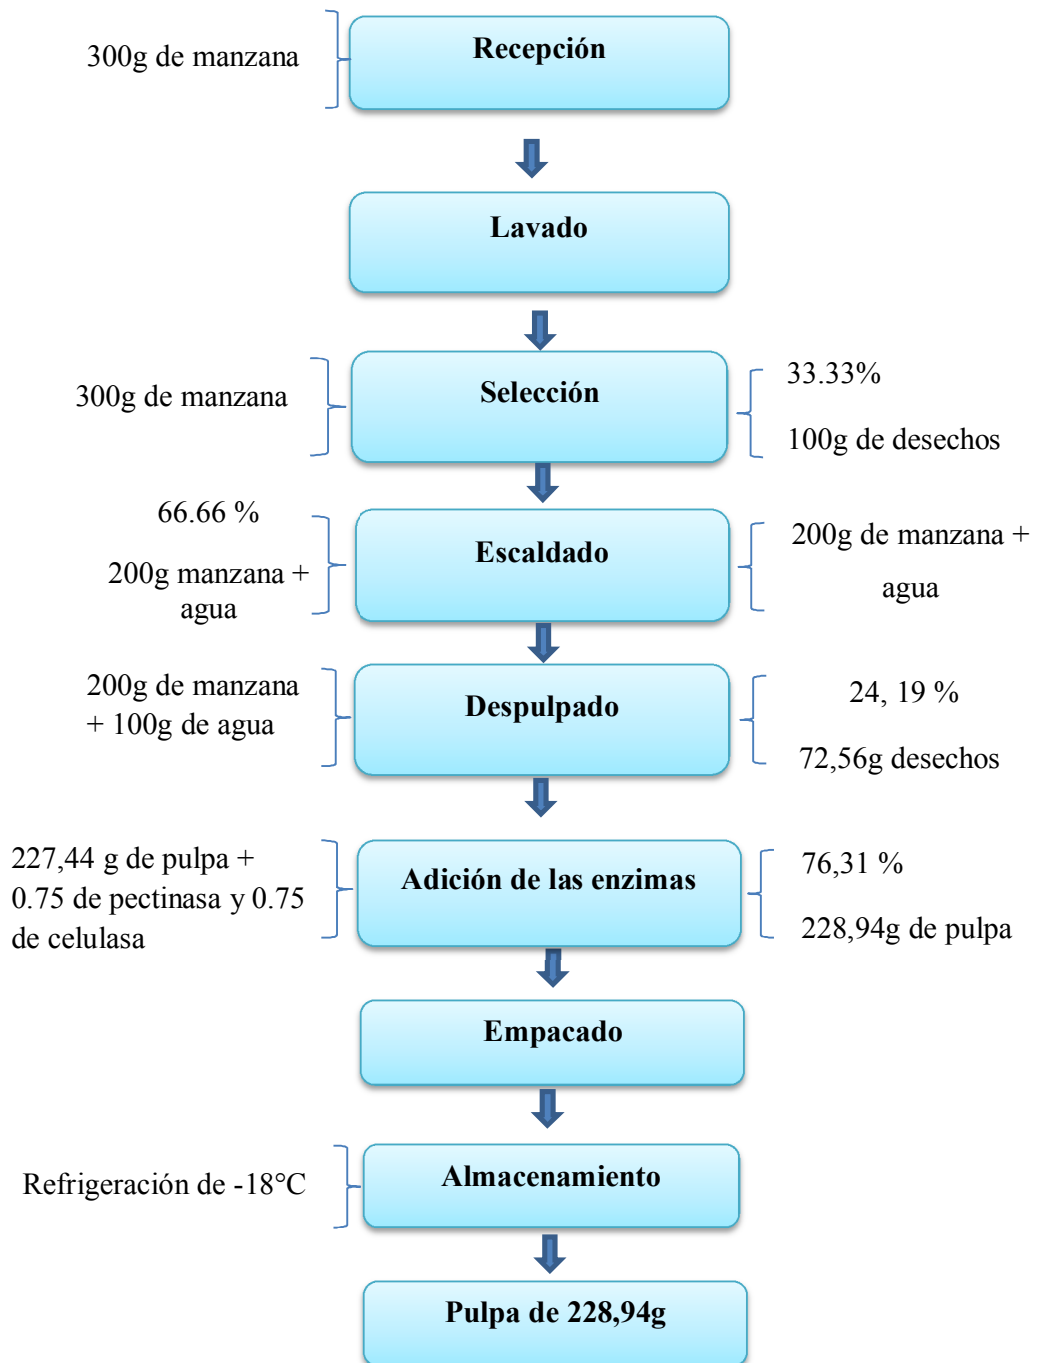 300g de manzana
Recepción
Lavado
300g de manzana
Selección
33.33%
100g de desechos
66.66 %
200g manzana +
agua
Escaldado
200g de manzana +
agua
200g de manzana
+ 100g de agua
Despulpado
24, 19 %
72,56g desechos
227,44 g de pulpa +
0.75 de pectinasa y 0.75
de celulasa
Adición de las enzimas
76,31 %
228,94g de pulpa
Empacado
Refrigeración de -18°C
Almacenamiento
Pulpa de 228,94g